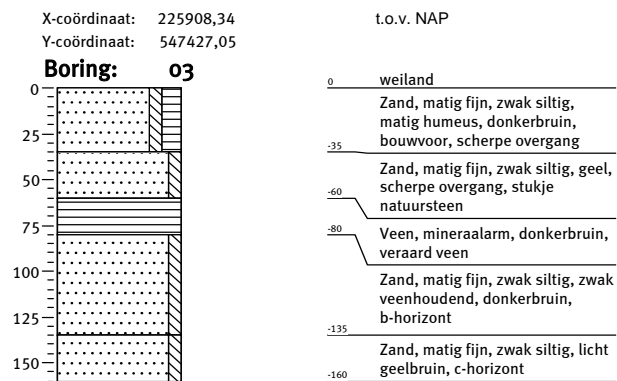 X-coördinaat: 225908,34
t.o.v. NAP
Y-coördinaat: 547427,05
Boring: 03
0
25
50
75
100
125
150
0 weiland
Zand, matig fijn, zwak siltig,
matig humeus, donkerbruin,
bouwvoor, scherpe overgang
-35
Zand, matig fijn, zwak siltig, geel,
scherpe overgang, stukje
natuursteen
-60
-80
Veen, mineraalarm, donkerbruin,
veraard veen
Zand, matig fijn, zwak siltig, zwak
veenhoudend, donkerbruin,
b-horizont
-135
Zand, matig fijn, zwak siltig, licht
geelbruin, c-horizont
-160